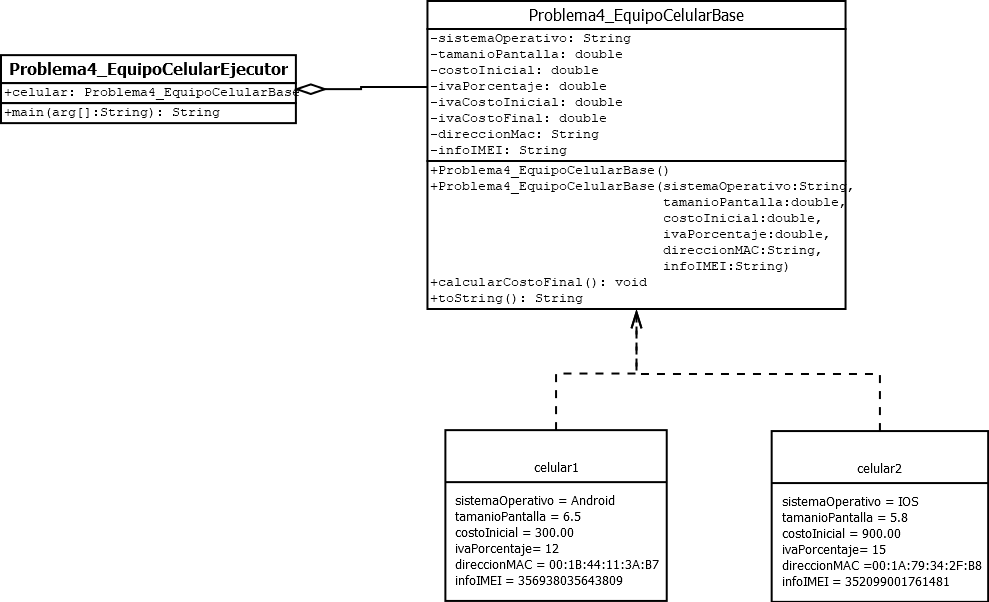 Problema4_EquipoCelularBase
-sistemaOperativo: String
-tamanioPantalla: double
-costoInicial: double
-ivaPorcentaje: double
-ivaCostoInicial: double
-ivaCostoFinal: double
-direccionMac: String
-infoIMEI: String
+Problema4_EquipoCelularBase()
+Problema4_EquipoCelularBase(sistemaOperativo:String,
tamanioPantalla:double,
costoInicial:double,
ivaPorcentaje:double,
direccionMAC:String,
infoIMEI:String)
+calcularCostoFinal(): void
+toString(): String
Problema4_EquipoCelularEjecutor
+celular: Problema4_EquipoCelularBase
+main(arg[]:String): String
celular1
sistemaOperativo = Android
tamanioPantalla = 6.5
costoInicial = 300.00
ivaPorcentaje= 12
direccionMAC = 00:1B:44:11:3A:B7
infoIMEI = 356938035643809
celular2
sistemaOperativo = IOS
tamanioPantalla = 5.8
costoInicial = 900.00
ivaPorcentaje= 15
direccionMAC =00:1A:79:34:2F:B8
infoIMEI = 352099001761481